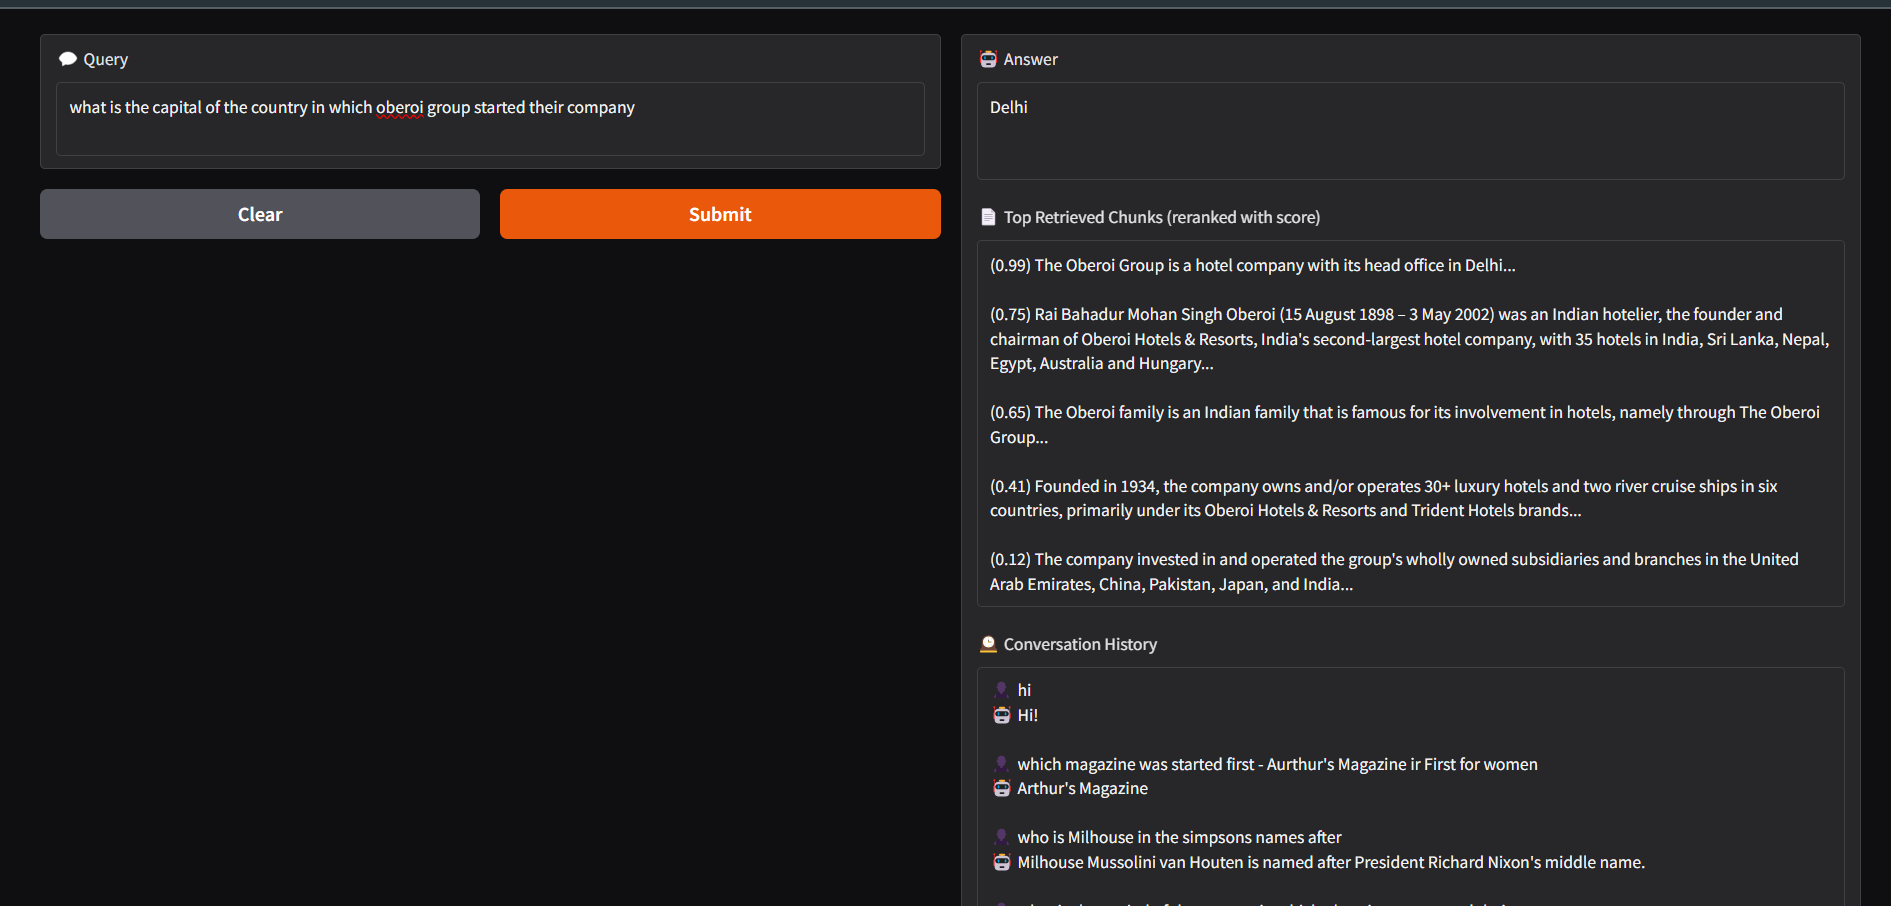 Query
what is the capital of the country in which oberoi group started their company
Clear
Submit
Answer
Delhi
Top Retrieved Chunks (reranked with score)
(0.99) The Oberoi Group is a hotel company with its head office in Delhi...
(0.75) Rai Bahadur Mohan Singh Oberoi (15 August 1898 – 3 May 2002) was an Indian hotelier, the founder and
chairman of Oberoi Hotels & Resorts, India's second-largest hotel company, with 35 hotels in India, Sri Lanka, Nepal,
Egypt, Australia and Hungary...
(0.65) The Oberoi family is an Indian family that is famous for its involvement in hotels, namely through The Oberoi
Group...
(0.41) Founded in 1934, the company owns and/or operates 30+ luxury hotels and two river cruise ships in six
countries, primarily under its Oberoi Hotels & Resorts and Trident Hotels brands...
(0.12) The company invested in and operated the group's wholly owned subsidiaries and branches in the United
Arab Emirates, China, Pakistan, Japan, and India...
Conversation History
hi
Hi!
which magazine was started first - Aurthur's Magazine ir First for women
Arthur's Magazine
who is Milhouse in the simpsons names after
Milhouse Mussolini van Houten is named after President Richard Nixon's middle name.